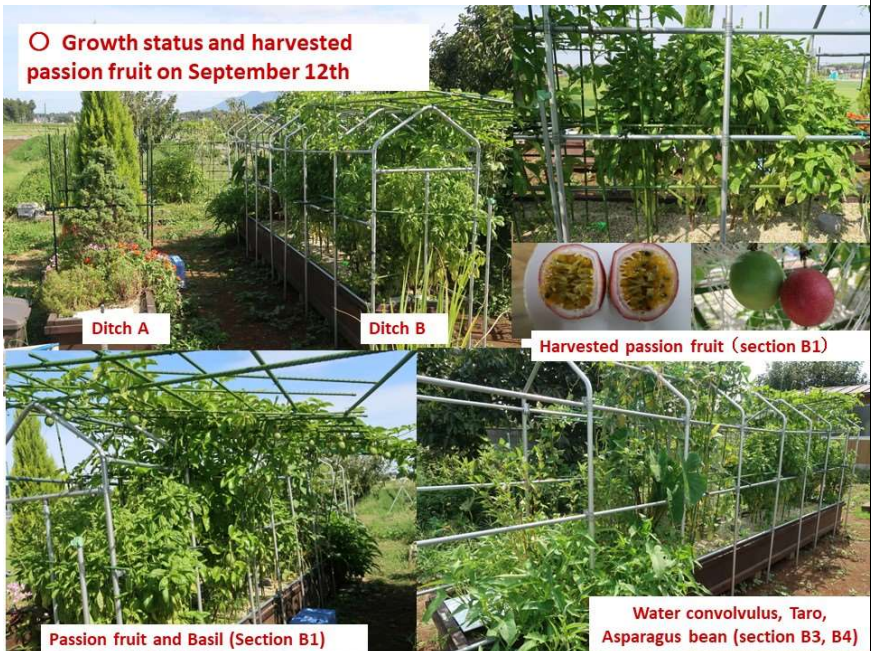 〇 Growth status and harvested
passion fruit on September 12th
Ditch A
Ditch B
Harvested passion fruit（section B1）
Passion fruit and Basil (Section B1)
Water convolvulus, Taro,
Asparagus bean (section B3, B4)